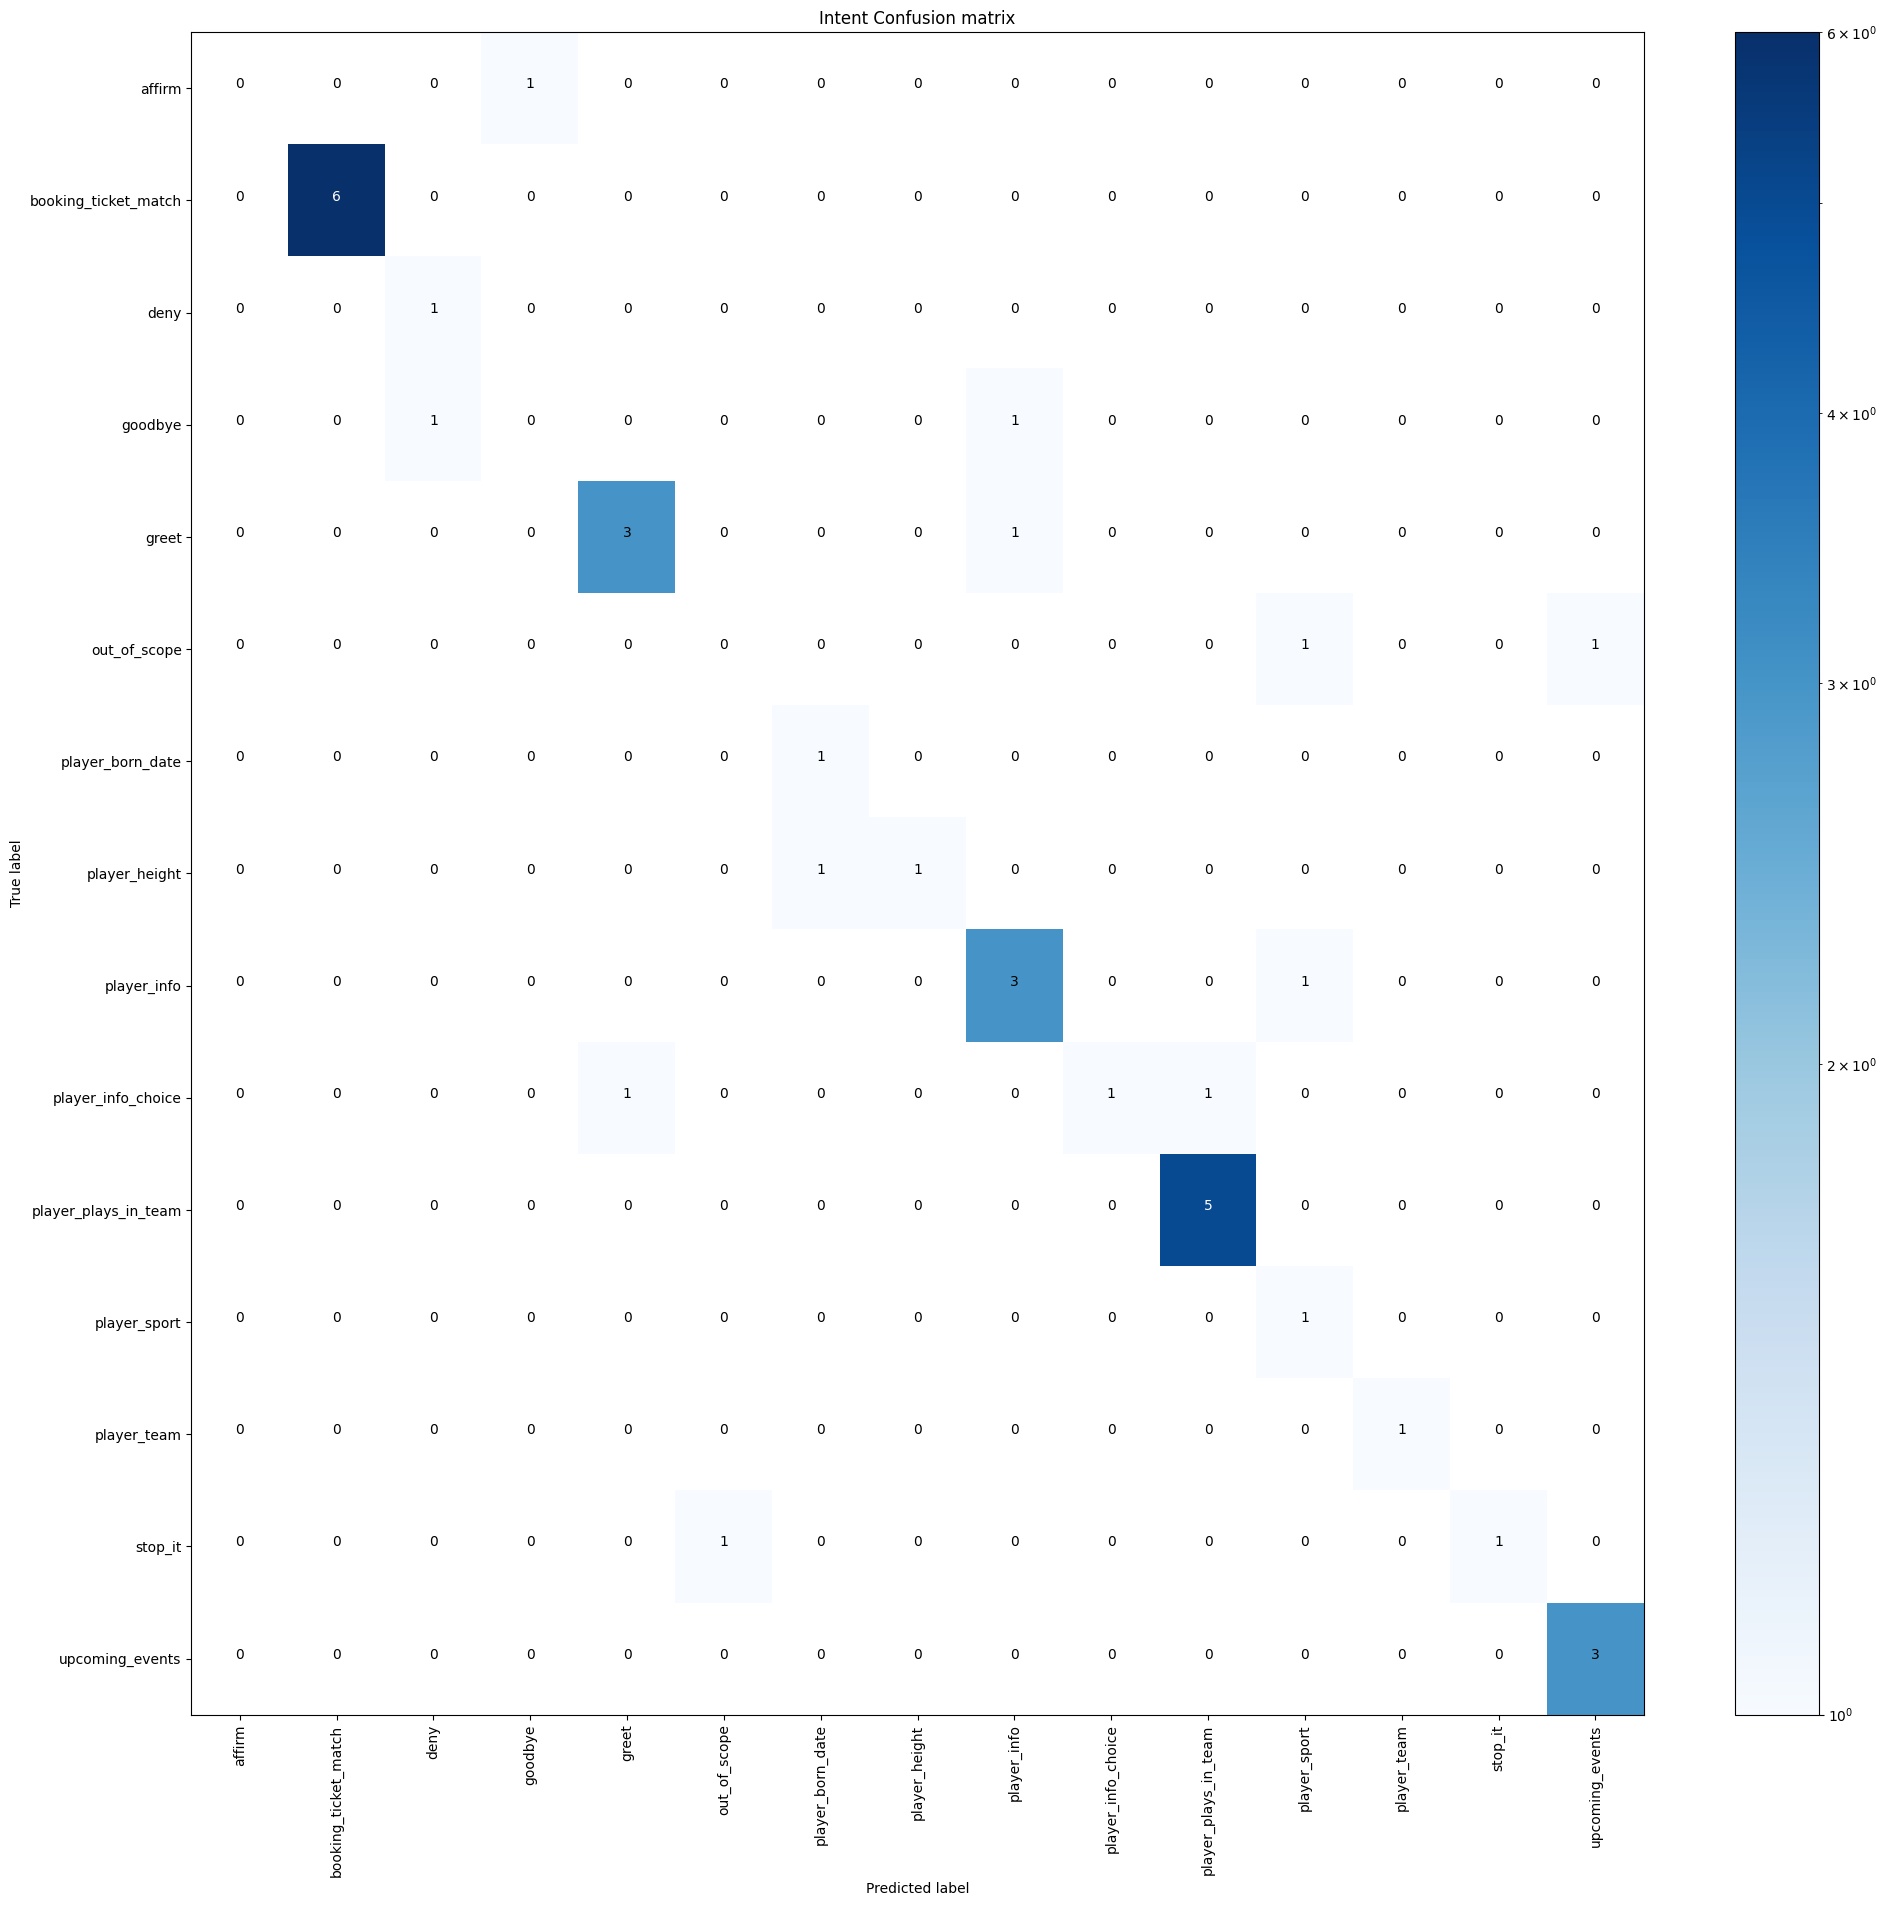 Intent Confusion matrix
affirm 0 0 0 1 0 0 0 0 0 0 0 0 0 0 0
booking_ticket_match 0 6 0 0 0 0 0 0 0 0 0 0 0 0 0
deny 0 0 1 0 0 0 0 0 0 0 0 0 0 0 0
goodbye 0 0 1 0 0 0 0 0 1 0 0 0 0 0 0
greet 0 0 0 0 3 0 0 0 1 0 0 0 0 0 0
out_of_scope 0 0 0 0 0 0 0 0 0 0 0 1 0 0 1
player_born_date 0 0 0 0 0 0 1 0 0 0 0 0 0 0 0
player_height 0 0 0 0 0 0 1 1 0 0 0 0 0 0 0
player_info 0 0 0 0 0 0 0 0 3 0 0 1 0 0 0
player_info_choice 0 0 0 0 1 0 0 0 0 1 1 0 0 0 0
player_plays_in_team 0 0 0 0 0 0 0 0 0 0 5 0 0 0 0
player_sport 0 0 0 0 0 0 0 0 0 0 0 1 0 0 0
player_team 0 0 0 0 0 0 0 0 0 0 0 0 1 0 0
stop_it 0 0 0 0 0 1 0 0 0 0 0 0 0 1 0
upcoming_events 0 0 0 0 0 0 0 0 0 0 0 0 0 0 3
True label
affirm
booking_ticket_match
deny
goodbye
greet
out_of_scope
player_born_date
player_height
player_info
player_info_choice
player_plays_in_team
player_sport
player_team
stop_it
upcoming_events
Predicted label
6 × 10⁰
4 × 10⁰
3 × 10⁰
2 × 10⁰
10⁰